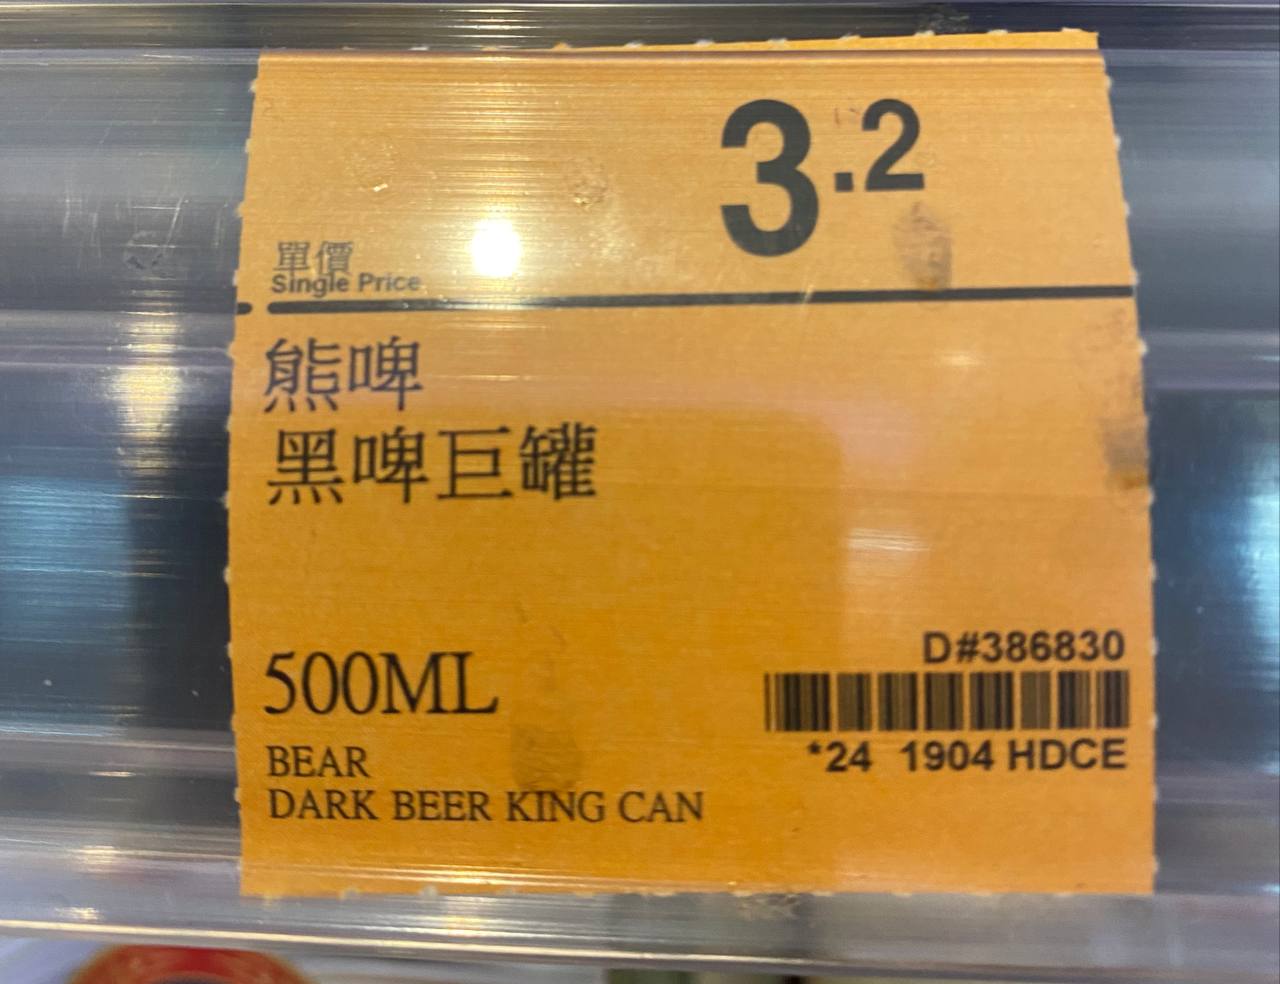 3.2
單價
Single Price
熊啤
黑啤巨罐
500ML
BEAR
DARK BEER KING CAN
D#386830
*24 1904 HDCE